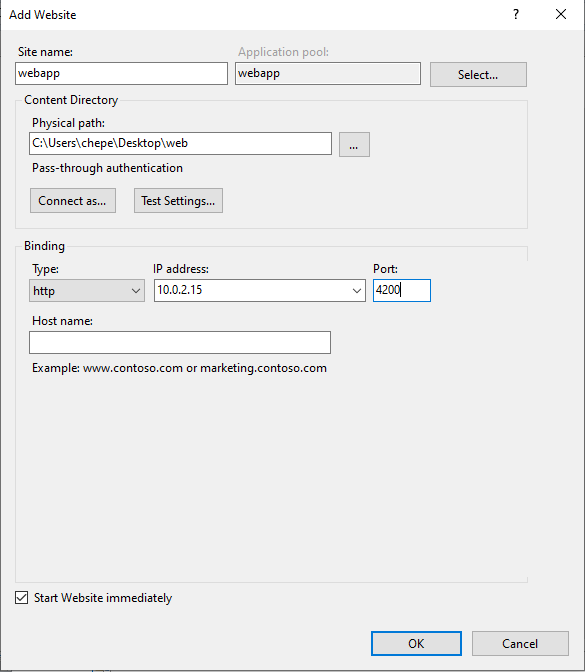 Add Website
?
Site name:
Application pool:
webapp
webapp
Select...
Content Directory
Physical path:
C:\Users\chepe\Desktop\web
...
Pass-through authentication
Connect as...
Test Settings...
Binding
Type:
IP address:
Port:
http
10.0.2.15
4200
Host name:
Example: www.contoso.com or marketing.contoso.com
Start Website immediately
OK
Cancel